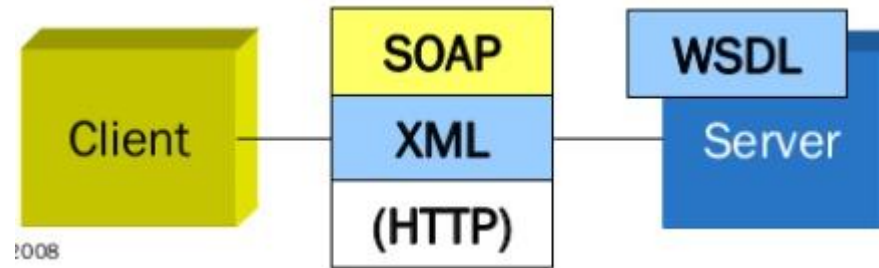 SOAP
WSDL
Client
XML
Server
(HTTP)
2008